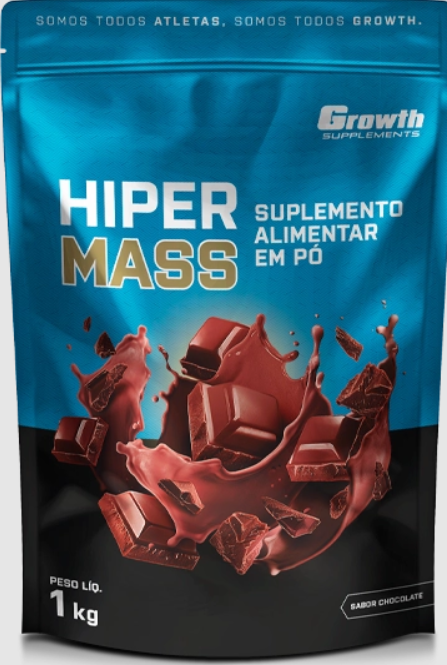 SOMOS TODOS ATLETAS, SOMOS TODOS GROWTH.
Growth
SUPPLEMENTS
HIPER
MASS
SUPLEMENTO
ALIMENTAR
EM PÓ
PESO LÍQ.
1 kg
SABOR CHOCOLATE